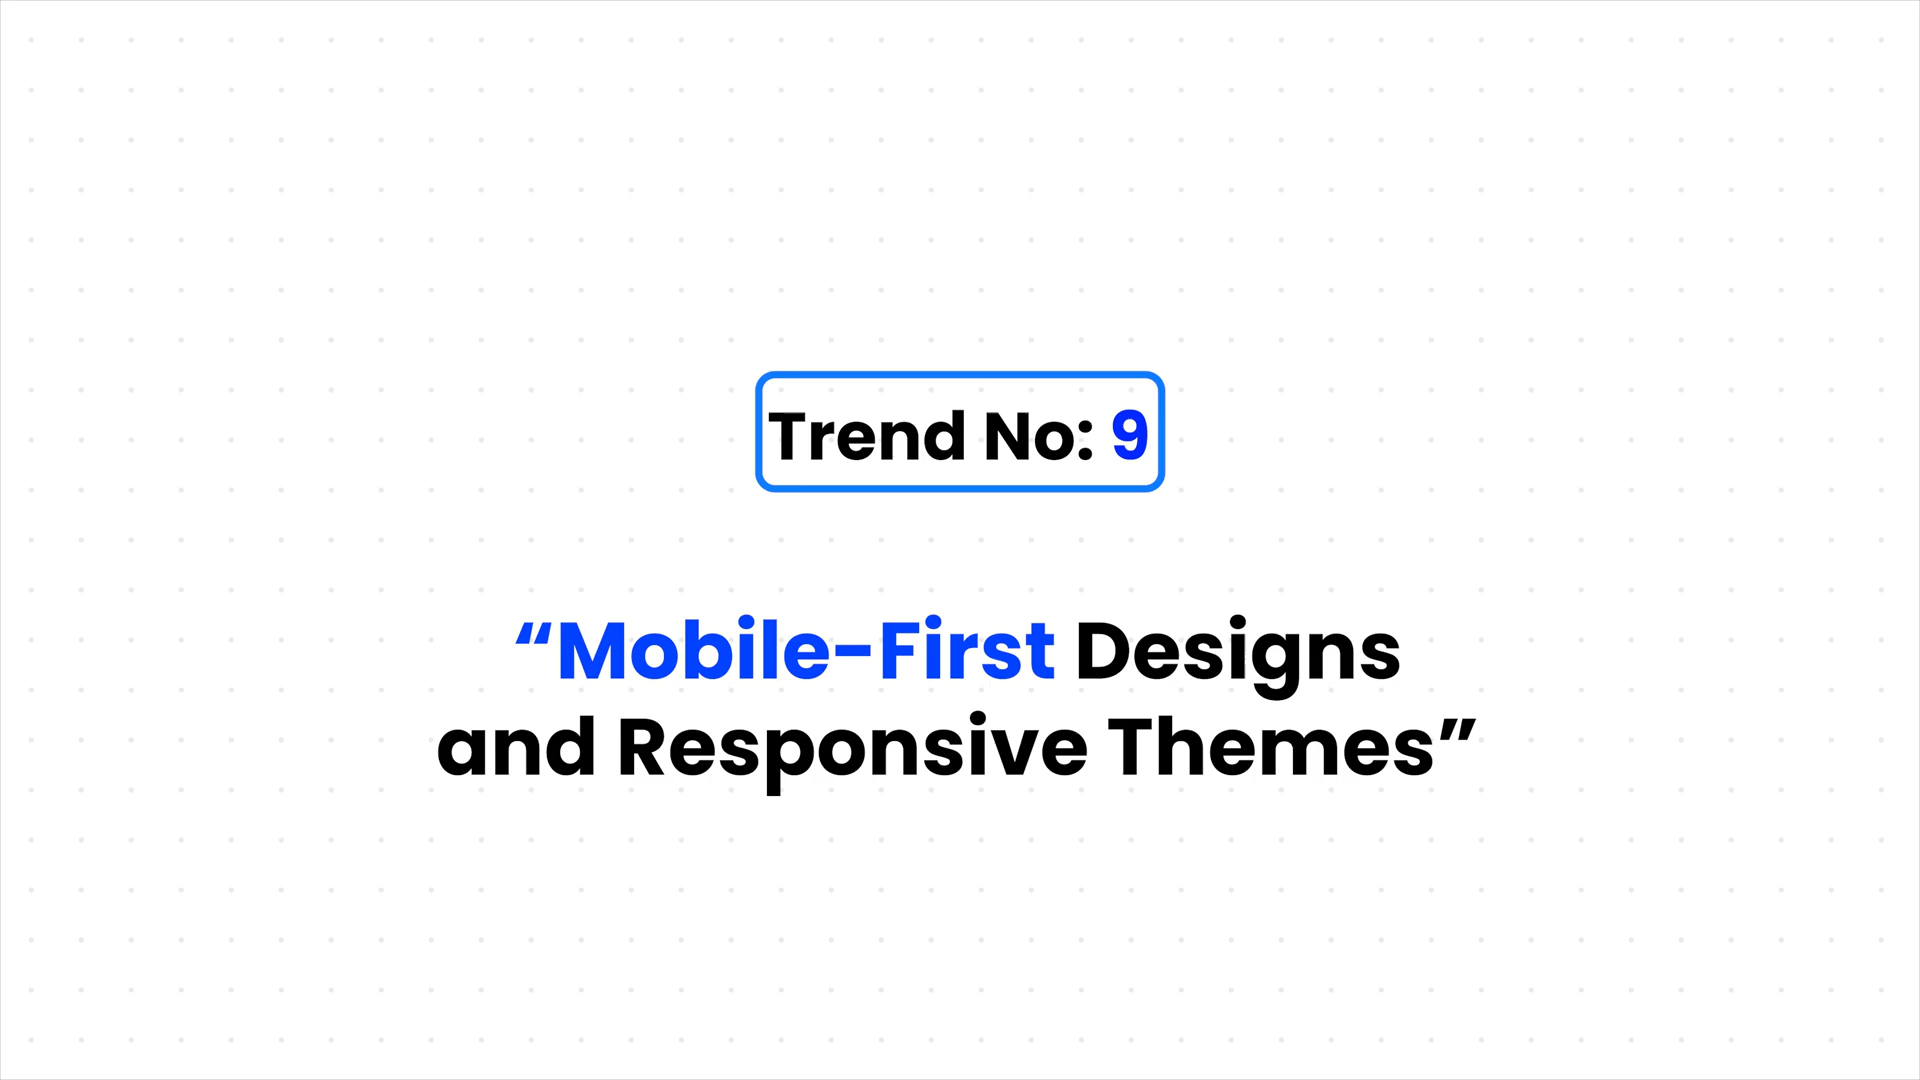 Trend No: 9
“Mobile-First Designs
and Responsive Themes”